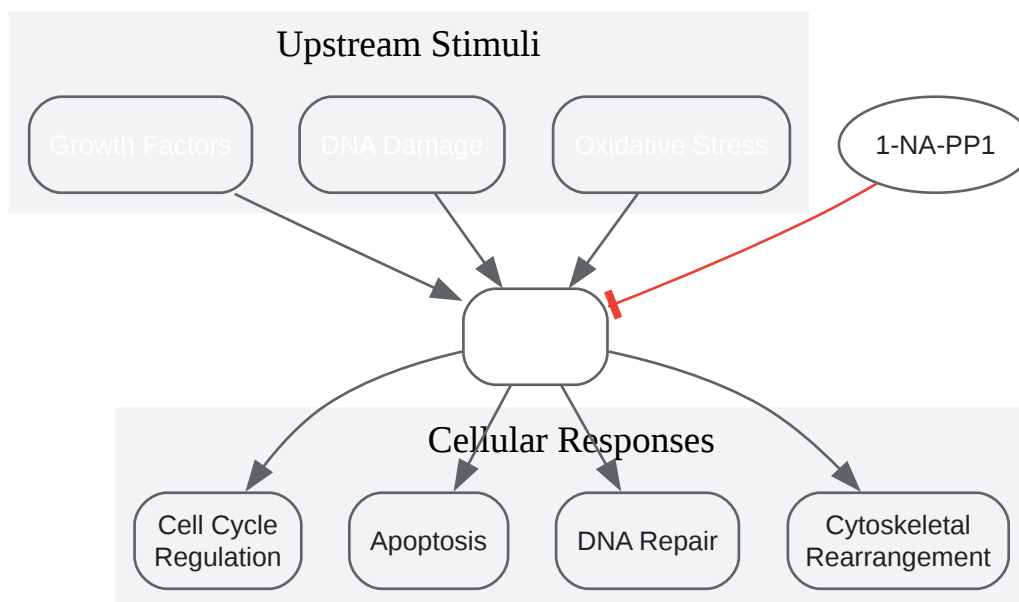 Upstream Stimuli
Growth Factors
DNA Damage
Oxidative Stress
1-NA-PP1
Cellular Responses
Cell Cycle
Regulation
Apoptosis
DNA Repair
Cytoskeletal
Rearrangement